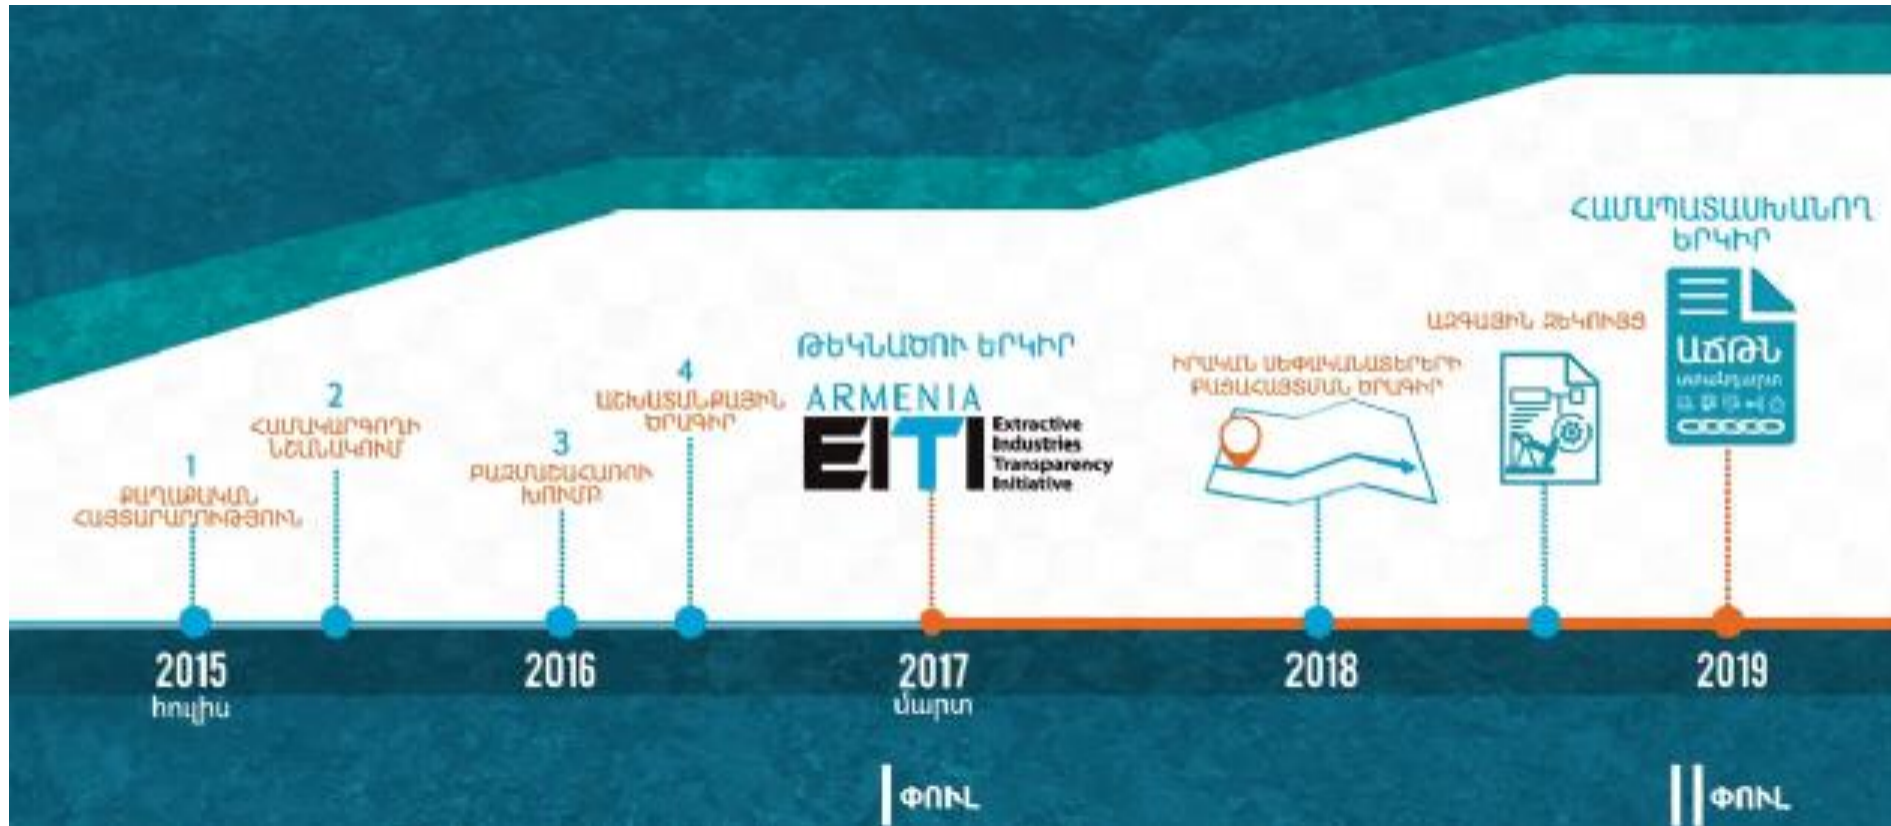 1
ՔԱՂԱՔԱԿԱՆ
ՀԱՅՏԱՐԱՐՈՒԹՅՈՒՆ
2
ՀԱՄԱԿԱՐԳՈՂԻ
ՆՇԱՆԱԿՈՒՄ
3
ԲԱԶՄԱՇԱՀԱՌՈՒ
ԽՈՒՄԲ
4
ԱՇԽԱՏԱՆՔԱՅԻՆ
ԾՐԱԳԻՐ
ԹԵԿՆԱԾՈՒ ԵՐԿԻՐ
ARMENIA
EITI
Extractive
Industries
Transparency
Initiative
ԻՐԱԿԱՆ ՍԵՓԱԿԱՆԱՏԵՐԵՐԻ
ԲԱՑԱՀԱՅՏՄԱՆ ԾՐԱԳԻՐ
ԱԶԳԱՅԻՆ ԶԵԿՈՒՅՑ
ՀԱՄԱՊԱՏԱՍԽԱՆՈՂ
ԵՐԿԻՐ
ԱՃԹՆ
ստանդարտ
2015
հուլիս
2016
2017
մարտ
2018
2019
I ՓՈՒԼ
II ՓՈՒԼ